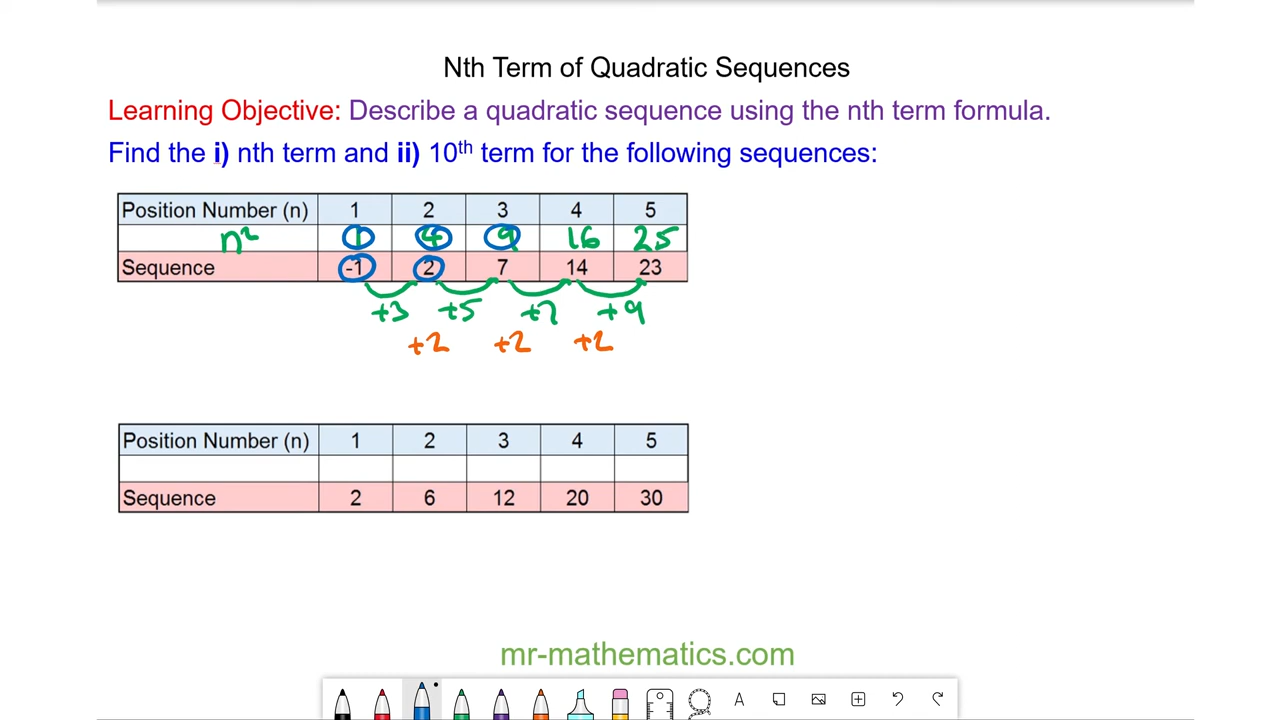 Nth Term of Quadratic Sequences
Learning Objective: Describe a quadratic sequence using the nth term formula.
Find the i) nth term and ii) 10th term for the following sequences:
Position Number (n) 1 2 3 4 5
n² 1 4 9 16 25
Sequence -1 2 7 14 23
+3 +5 +7 +9
+2 +2 +2
Position Number (n) 1 2 3 4 5
Sequence 2 6 12 20 30
mr-mathematics.com
A